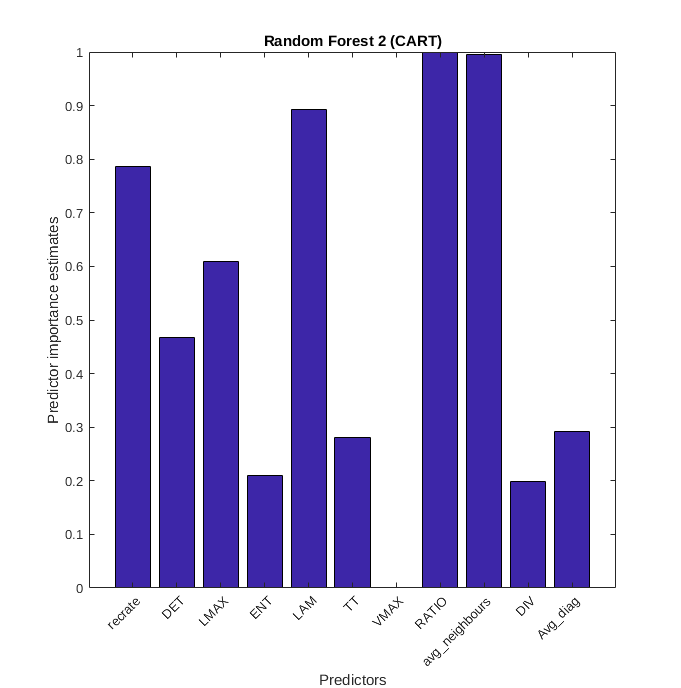 Random Forest 2 (CART)
Predictor importance estimates
1
0.9
0.8
0.7
0.6
0.5
0.4
0.3
0.2
0.1
0
recrate
DET
LMAX
ENT
LAM
TT
VMAX
RATIO
avg_neighbours
DIV
Avg_diag
Predictors